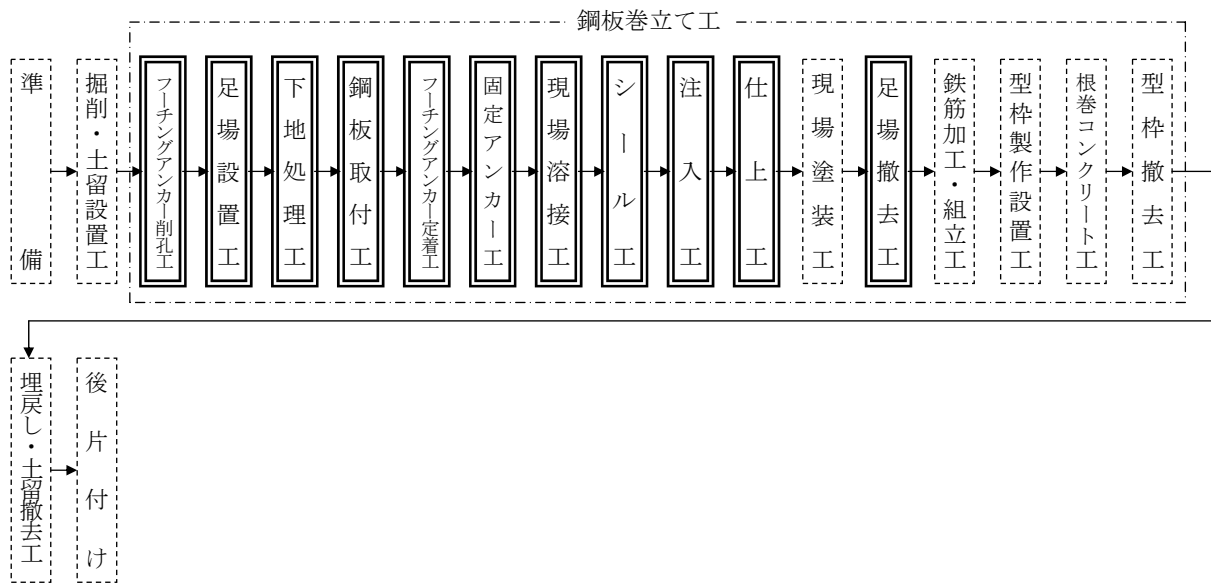 鋼板巻立て工
準備
掘削・土留設置工
フーチングアンカー削孔工
足場設置工
下地処理工
鋼板取付工
フーチングアンカー定着工
固定アンカー工
現場溶接工
シール工
注入工
仕上工
現場塗装工
足場撤去工
鉄筋加工・組立工
型枠製作設置工
根巻コンクリート工
型枠撤去工
埋戻し・土留撤去工
後片付け